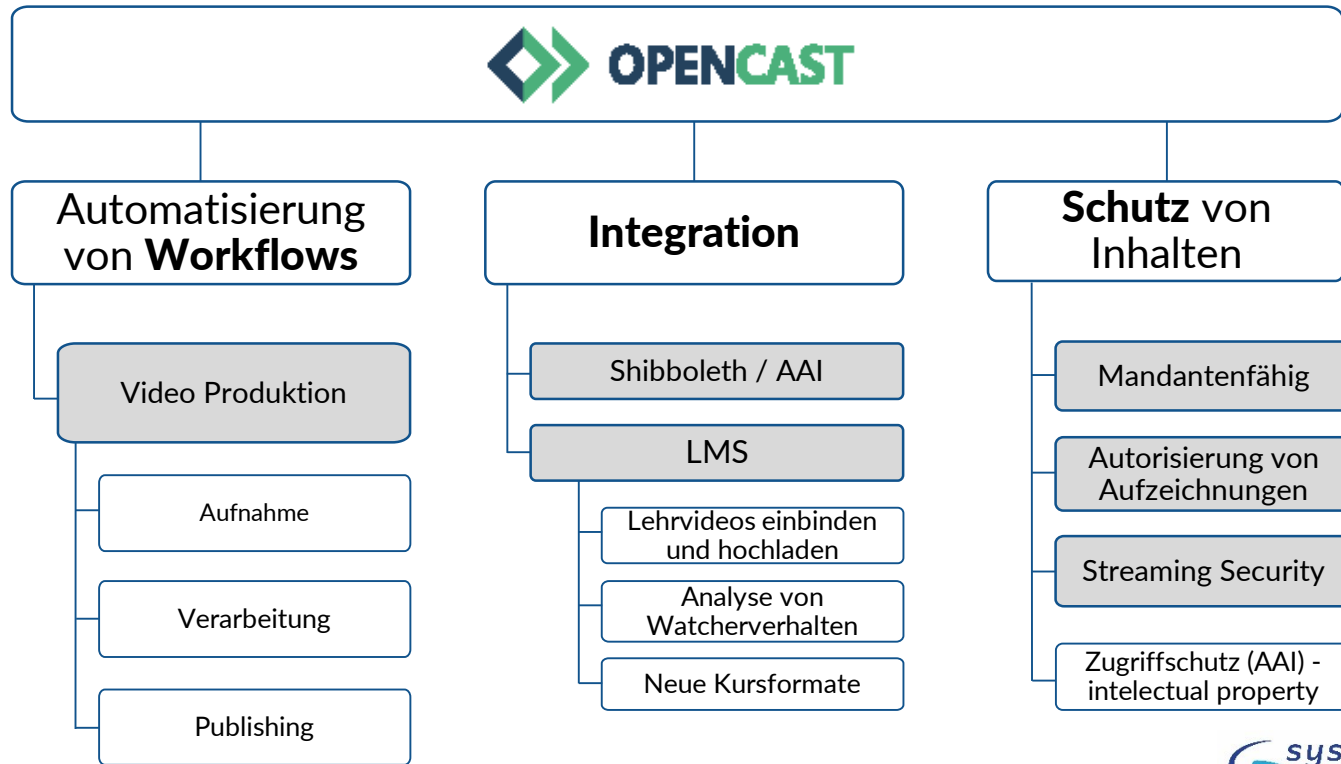 OPENCAST
Automatisierung
von Workflows
Video Produktion
Aufnahme
Verarbeitung
Publishing
Integration
Shibboleth / AAI
LMS
Lehrvideos einbinden
und hochladen
Analyse von
Watcherverhalten
Neue Kursformate
Schutz von
Inhalten
Mandantenfähig
Autorisierung von
Aufzeichnungen
Streaming Security
Zugriffschutz (AAI) -
intelectual property
sys